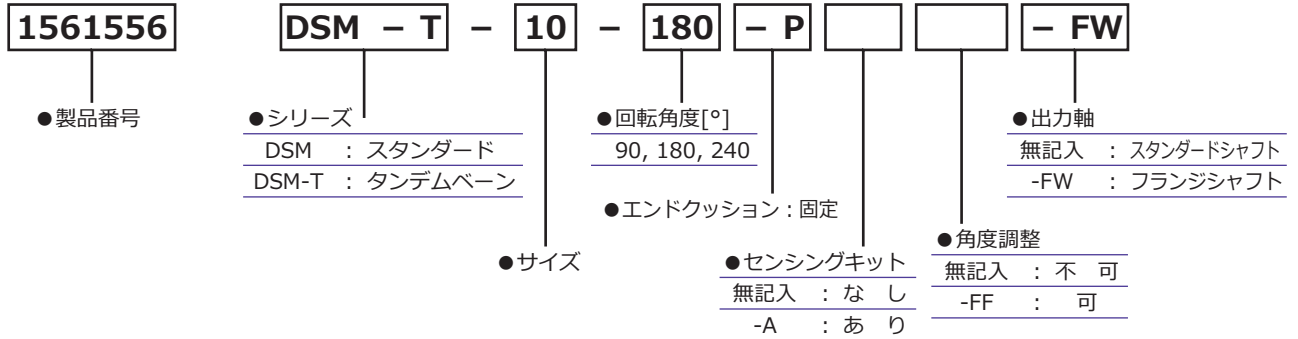 1561556 DSM – T – 10 – 180 – P – FW
●製品番号
●シリーズ
DSM : スタンダード
DSM-T : タンデムベーン
●サイズ
●回転角度[°]
90, 180, 240
●エンドクッション : 固定
●センシングキット
無記入 : な し
-A : あ り
●角度調整
無記入 : 不 可
-FF : 可
●出力軸
無記入 : スタンダードシャフト
-FW : フランジシャフト